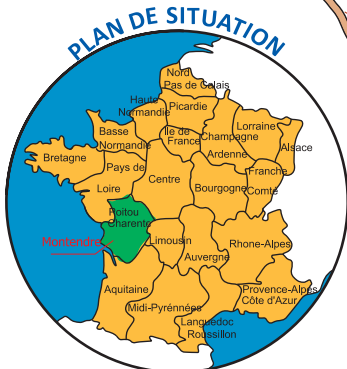 PLAN DE SITUATION
Nord
Pas de Calais
Haute
Normandie
Picardie
Basse
Normandie
Ile de
France
Champagne
Ardenne
Lorraine
Alsace
Bretagne
Pays de
Loire
Centre
Bourgogne
Franche
Comté
Poitou
Charente
Montendre
Limousin
Auvergne
Rhone-Alpes
Aquitaine
Midi-Pyrénnées
Languedoc
Roussillon
Provence-Alpes
Côte d'Azur